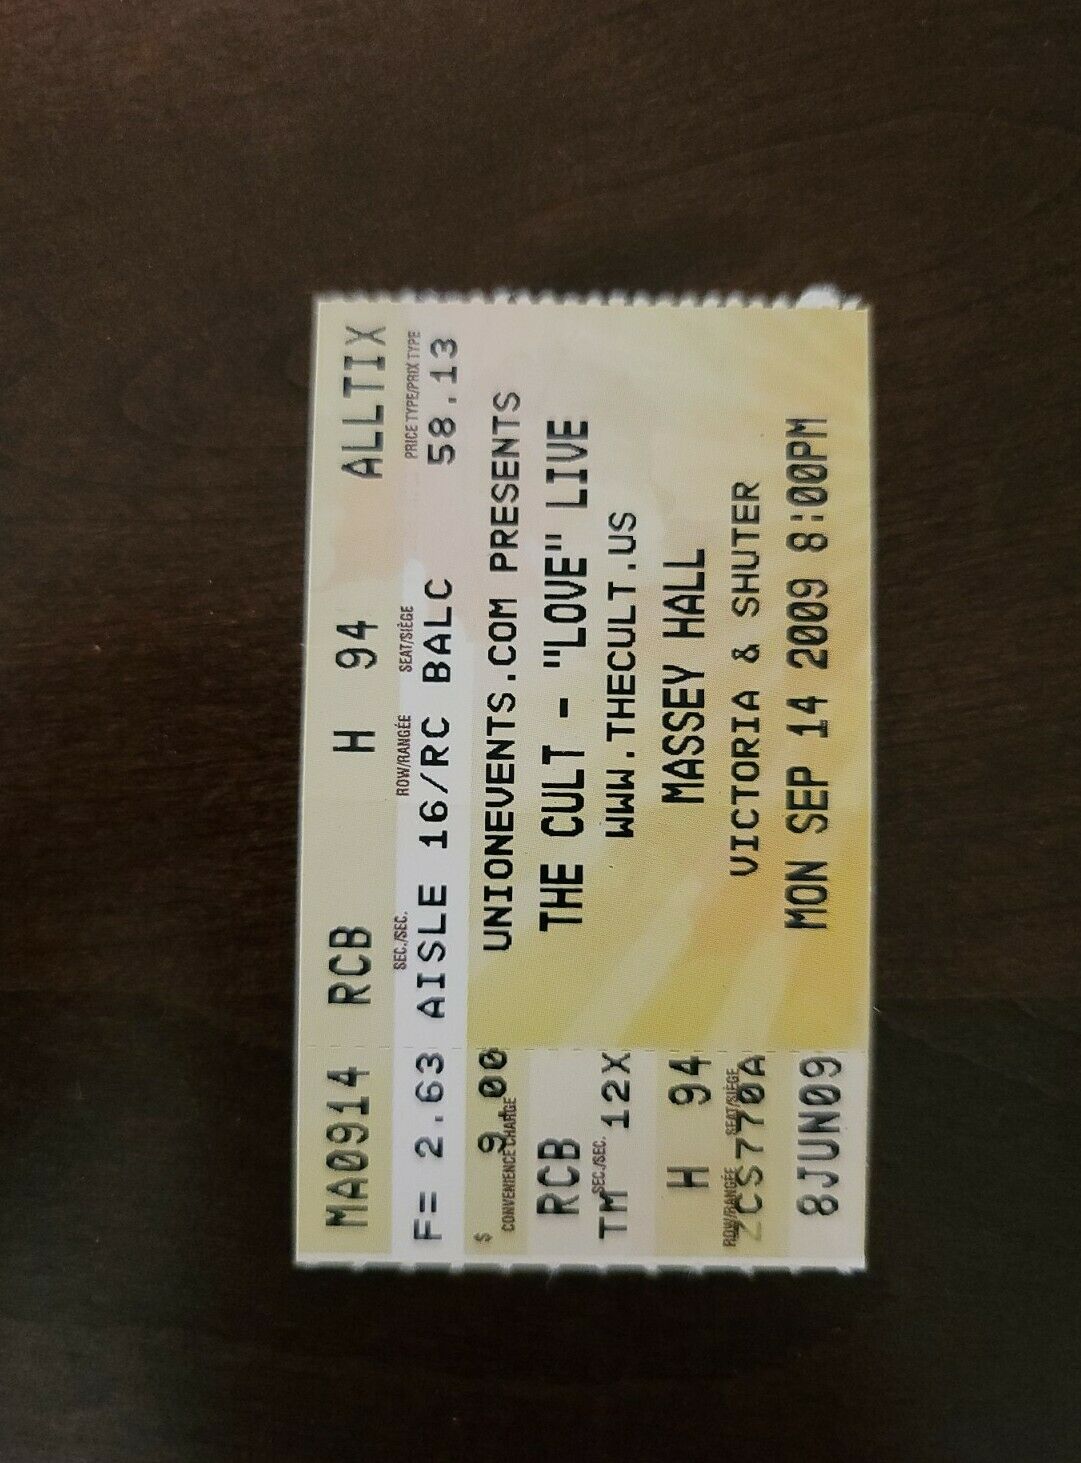 MA0914 RCB H 94 ALLTIX
SEC./SEC. ROW/RANGÉE SEAT/SIÈGE PRICE TYPE/PRIX TYPE
F= 2.63 AISLE 16/RC BALC 58.13
$ 9.00
CONVENIENCE CHARGE
RCB
SEC./SEC.
TM 12X
H 94
ROW/RANGÉE SEAT/SIÈGE
ZCS770A
8JUN09
UNIONEVENTS.COM PRESENTS
THE CULT - "LOVE" LIVE
WWW.THECULT.US
MASSEY HALL
VICTORIA & SHUTER
MON SEP 14 2009 8:00PM